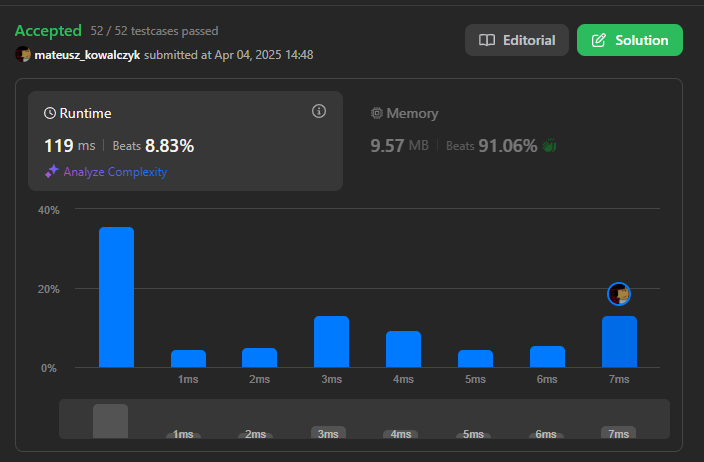 Accepted 52 / 52 testcases passed
Editorial
Solution
mateusz_kowalczyk submitted at Apr 04, 2025 14:48
Runtime
Memory
119 ms | Beats 8.83%
9.57 MB | Beats 91.06%
Analyze Complexity
40%
20%
0%
1ms 2ms 3ms 4ms 5ms 6ms 7ms
1ms 2ms 3ms 4ms 5ms 6ms 7ms